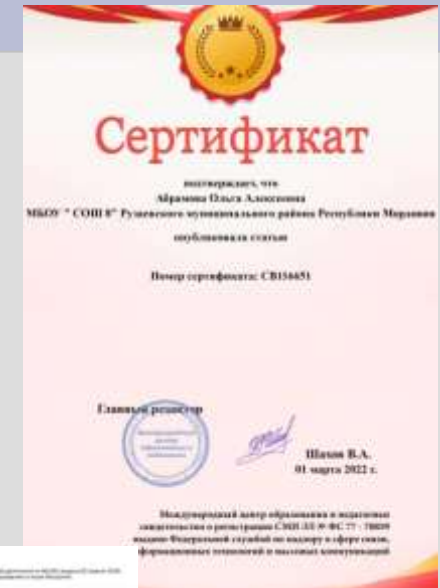 Сертификат
подтверждает, что
Абрамова Ольга Алексеевна
МБОУ " СОШ 8" Рузаевского муниципального района Республики Мордовия
опубликовала статью
Номер сертификата: СВ116651
Главный редактор
Шахов В.А.
01 марта 2022 г.
Международный центр образования и педагогики
свидетельство о регистрации СМИ ЭЛ № ФС 77 -
выдано Федеральной службой по надзору в сфере связи,
информационных технологий и массовых коммуникаций